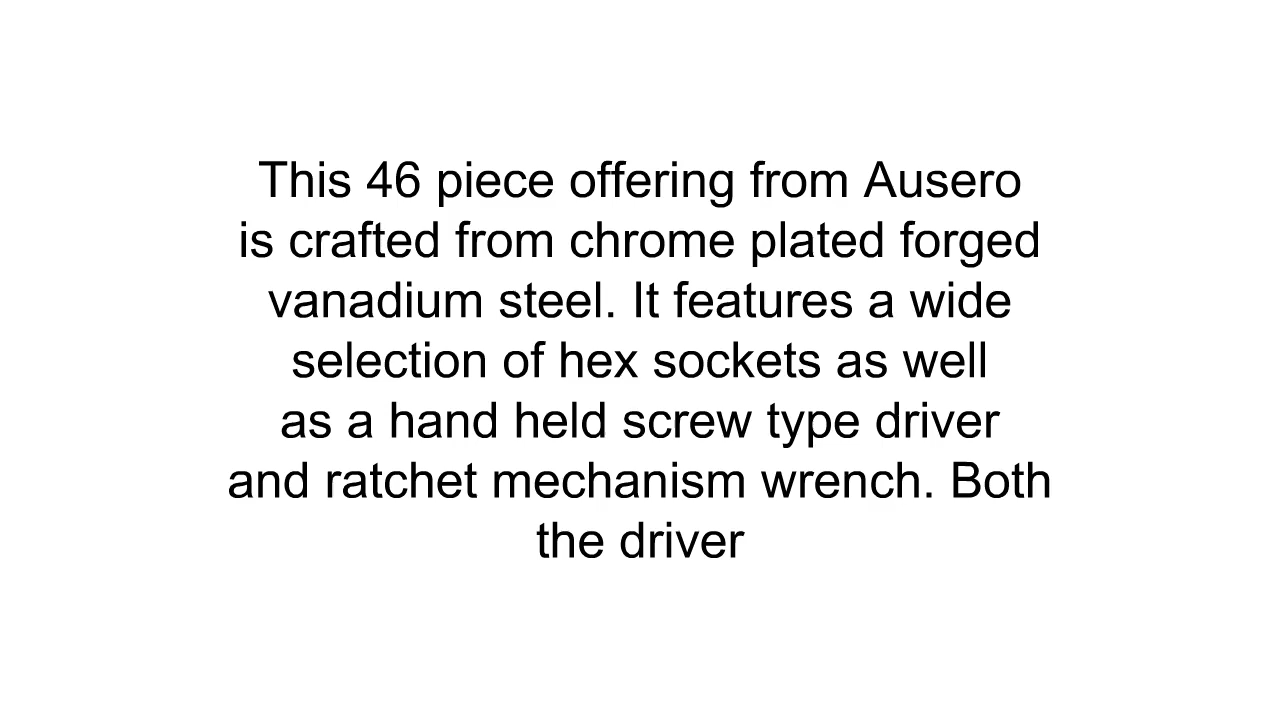 This 46 piece offering from Ausero
is crafted from chrome plated forged
vanadium steel. It features a wide
selection of hex sockets as well
as a hand held screw type driver
and ratchet mechanism wrench. Both
the driver